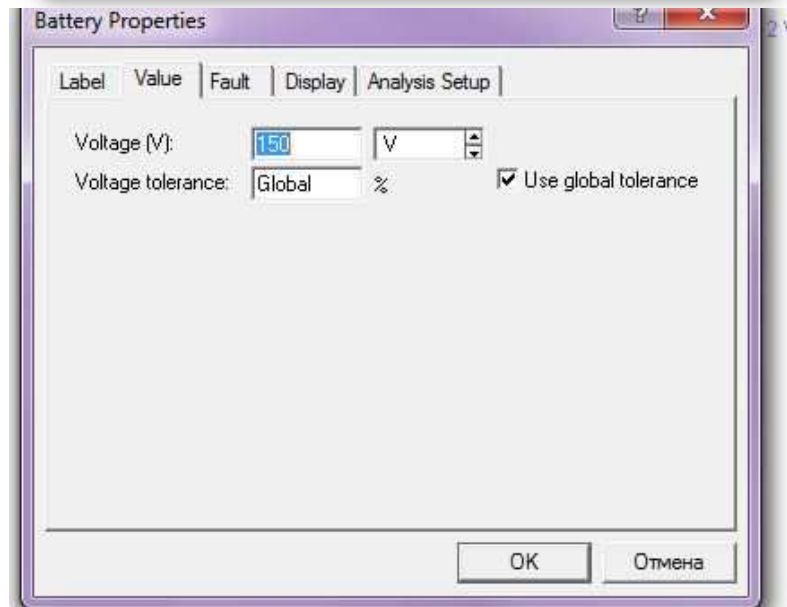 Battery Properties
Label Value Fault Display Analysis Setup
Voltage (V): 150 V
Voltage tolerance: Global % Use global tolerance
OK Отмена